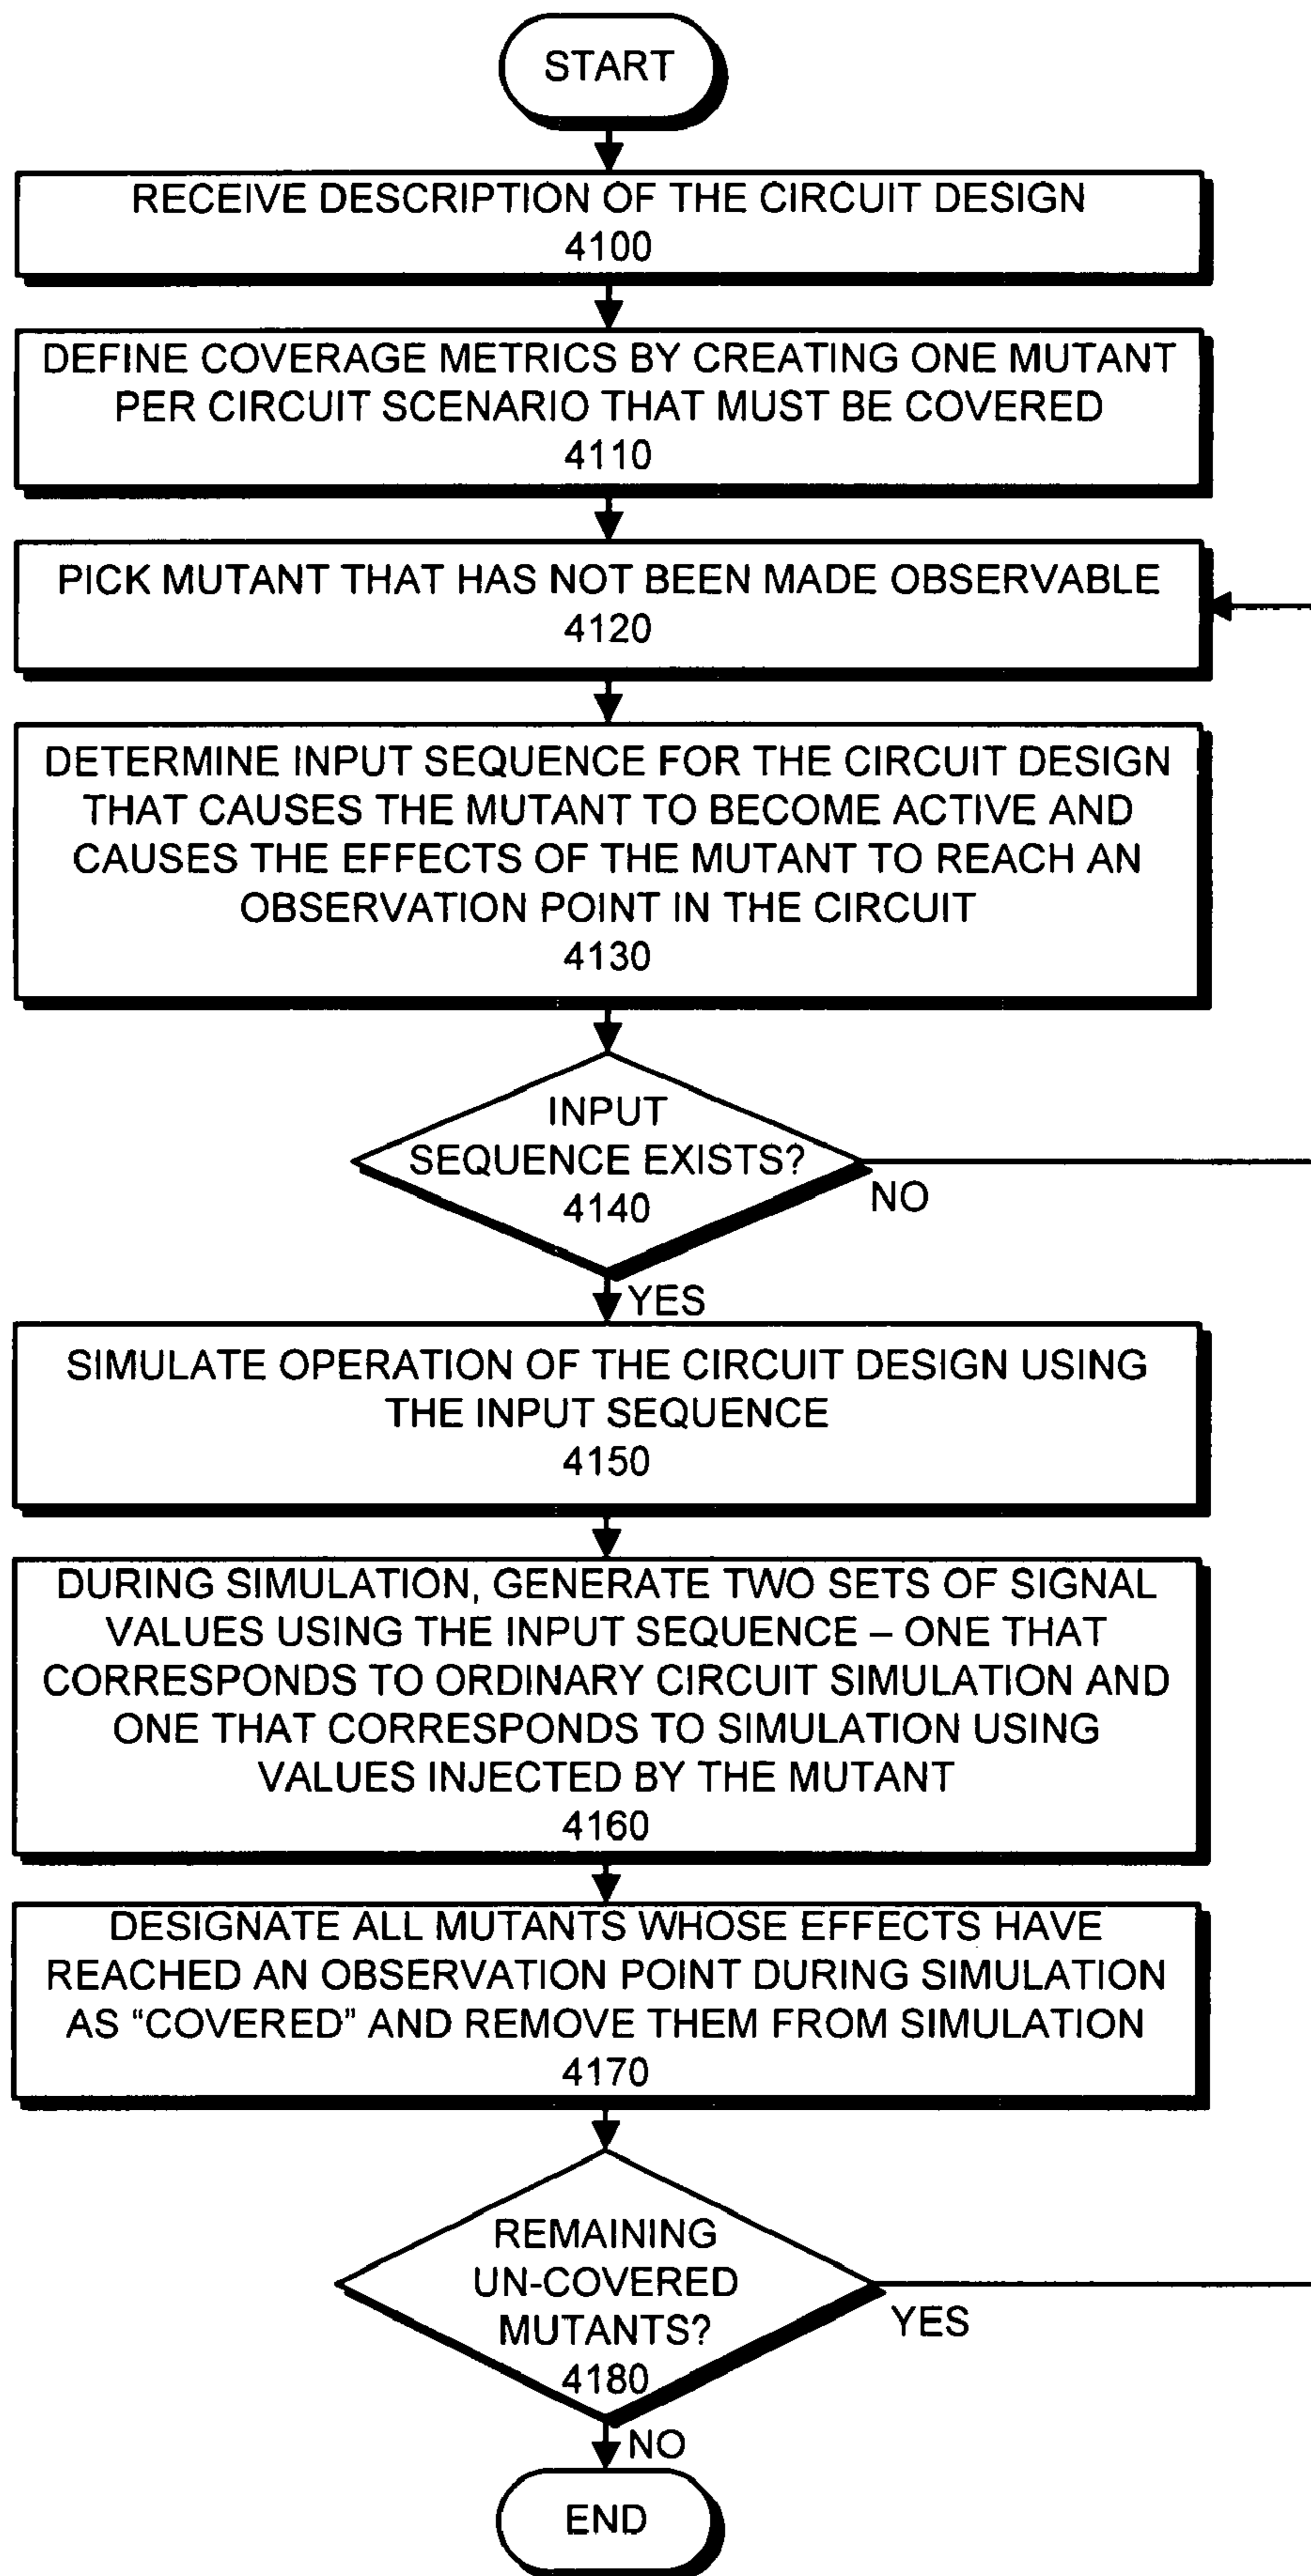 START
RECEIVE DESCRIPTION OF THE CIRCUIT DESIGN
4100
DEFINE COVERAGE METRICS BY CREATING ONE MUTANT
PER CIRCUIT SCENARIO THAT MUST BE COVERED
4110
PICK MUTANT THAT HAS NOT BEEN MADE OBSERVABLE
4120
DETERMINE INPUT SEQUENCE FOR THE CIRCUIT DESIGN
THAT CAUSES THE MUTANT TO BECOME ACTIVE AND
CAUSES THE EFFECTS OF THE MUTANT TO REACH AN
OBSERVATION POINT IN THE CIRCUIT
4130
INPUT
SEQUENCE EXISTS?
4140
NO
YES
SIMULATE OPERATION OF THE CIRCUIT DESIGN USING
THE INPUT SEQUENCE
4150
DURING SIMULATION, GENERATE TWO SETS OF SIGNAL
VALUES USING THE INPUT SEQUENCE – ONE THAT
CORRESPONDS TO ORDINARY CIRCUIT SIMULATION AND
ONE THAT CORRESPONDS TO SIMULATION USING
VALUES INJECTED BY THE MUTANT
4160
DESIGNATE ALL MUTANTS WHOSE EFFECTS HAVE
REACHED AN OBSERVATION POINT DURING SIMULATION
AS “COVERED” AND REMOVE THEM FROM SIMULATION
4170
REMAINING
UN-COVERED
MUTANTS?
4180
YES
NO
END